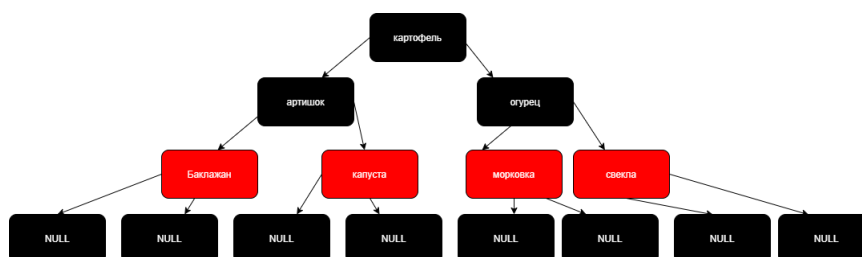 картофель
артишок
огурец
Баклажан
капуста
морковка
свекла
NULL
NULL
NULL
NULL
NULL
NULL
NULL
NULL